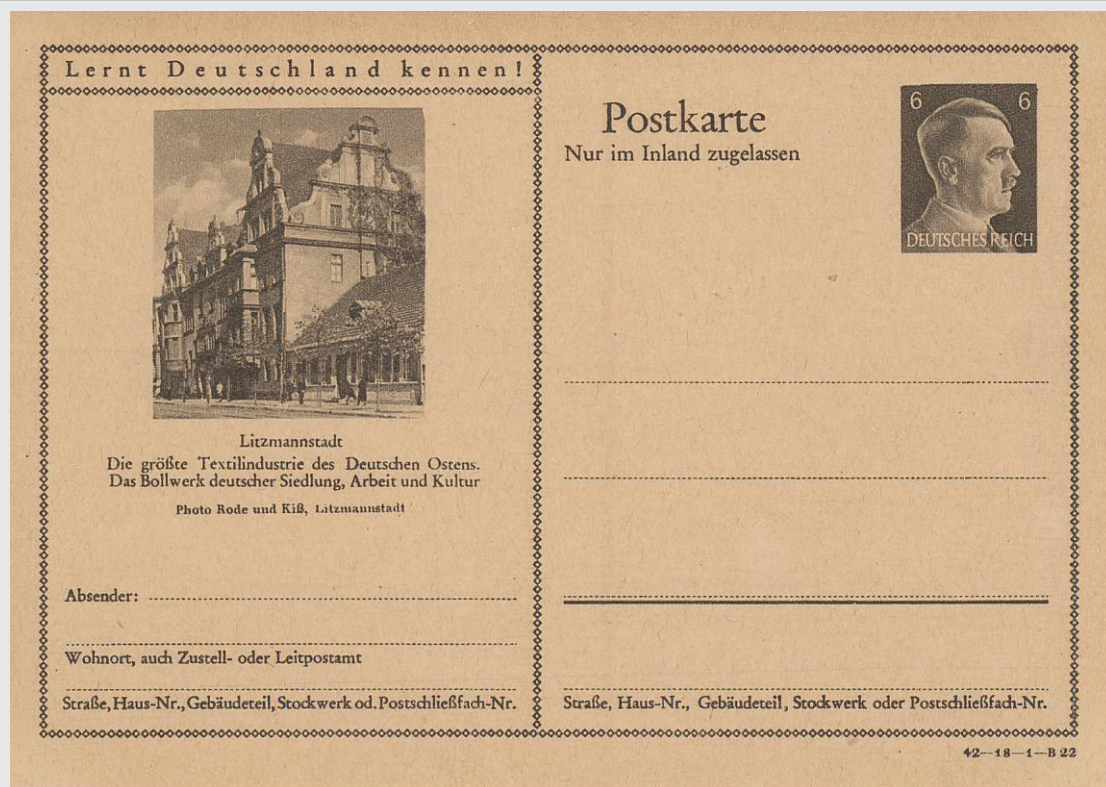 Lernt Deutschland kennen!
Litzmannstadt
Die größte Textilindustrie des Deutschen Ostens.
Das Bollwerk deutscher Siedlung, Arbeit und Kultur
Photo Rode und Kiß, Litzmannstadt
Absender:
Wohnort, auch Zustell- oder Leitpostamt
Straße, Haus-Nr., Gebäudeteil, Stockwerk od. Postschließfach-Nr.
Postkarte
Nur im Inland zugelassen
6 6
DEUTSCHES REICH
Straße, Haus-Nr., Gebäudeteil, Stockwerk oder Postschließfach-Nr.
42—18—1—B 22